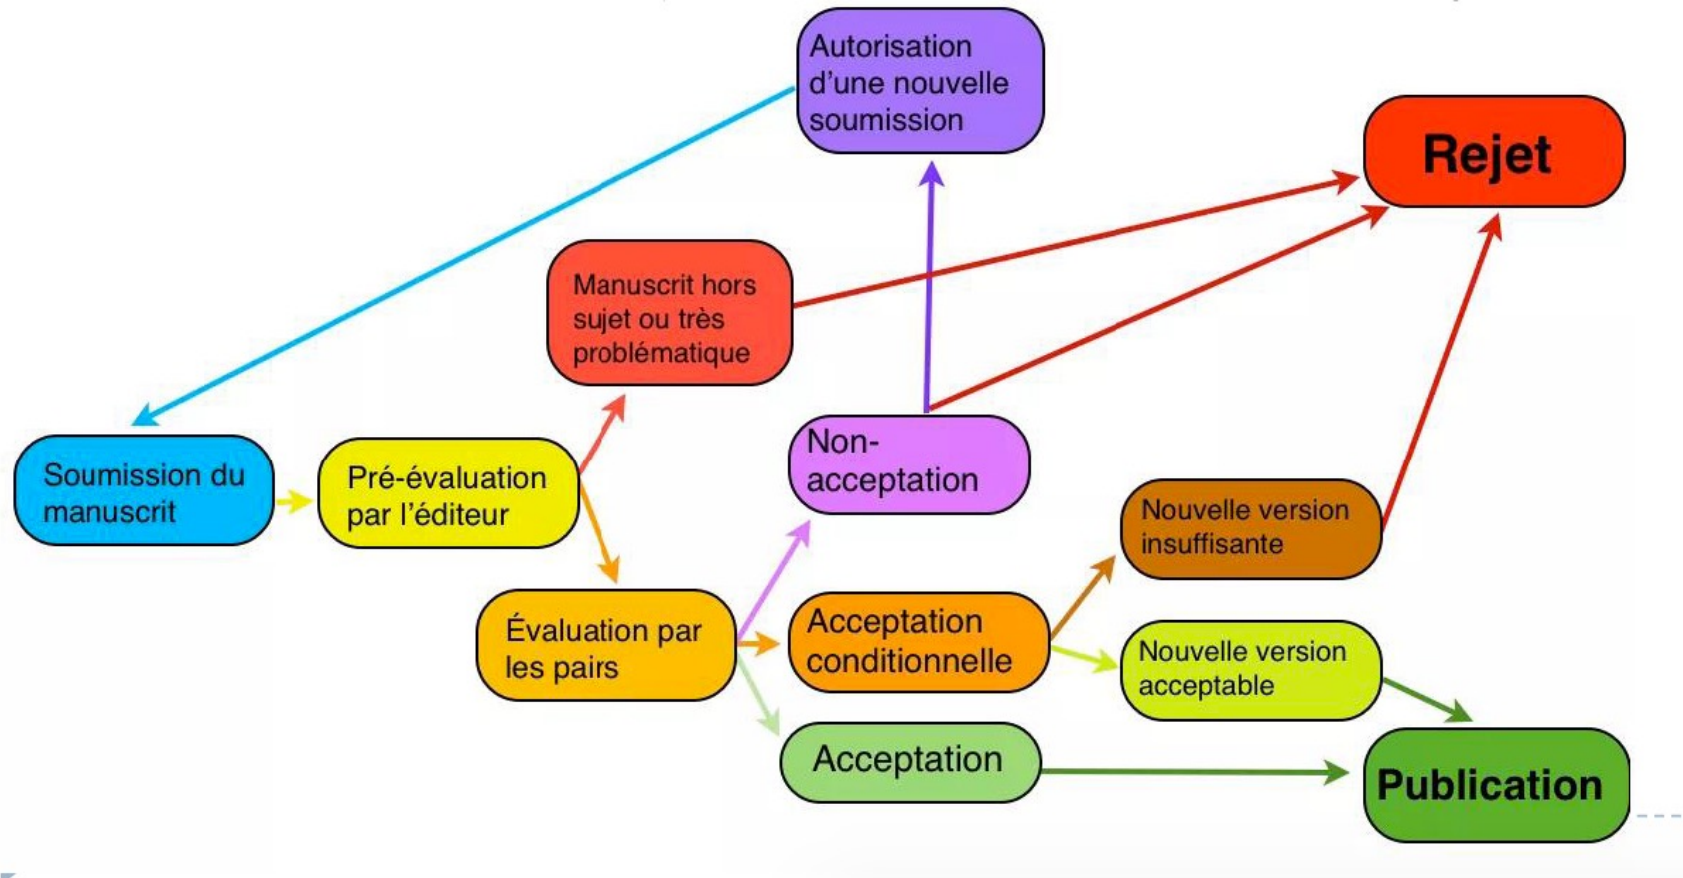 Autorisation
d'une nouvelle
soumission
Rejet
Manuscrit hors
sujet ou très
problématique
Soumission du
manuscrit
Pré-évaluation
par l'éditeur
Non-
acceptation
Nouvelle version
insuffisante
Évaluation par
les pairs
Acceptation
conditionnelle
Nouvelle version
acceptable
Acceptation
Publication